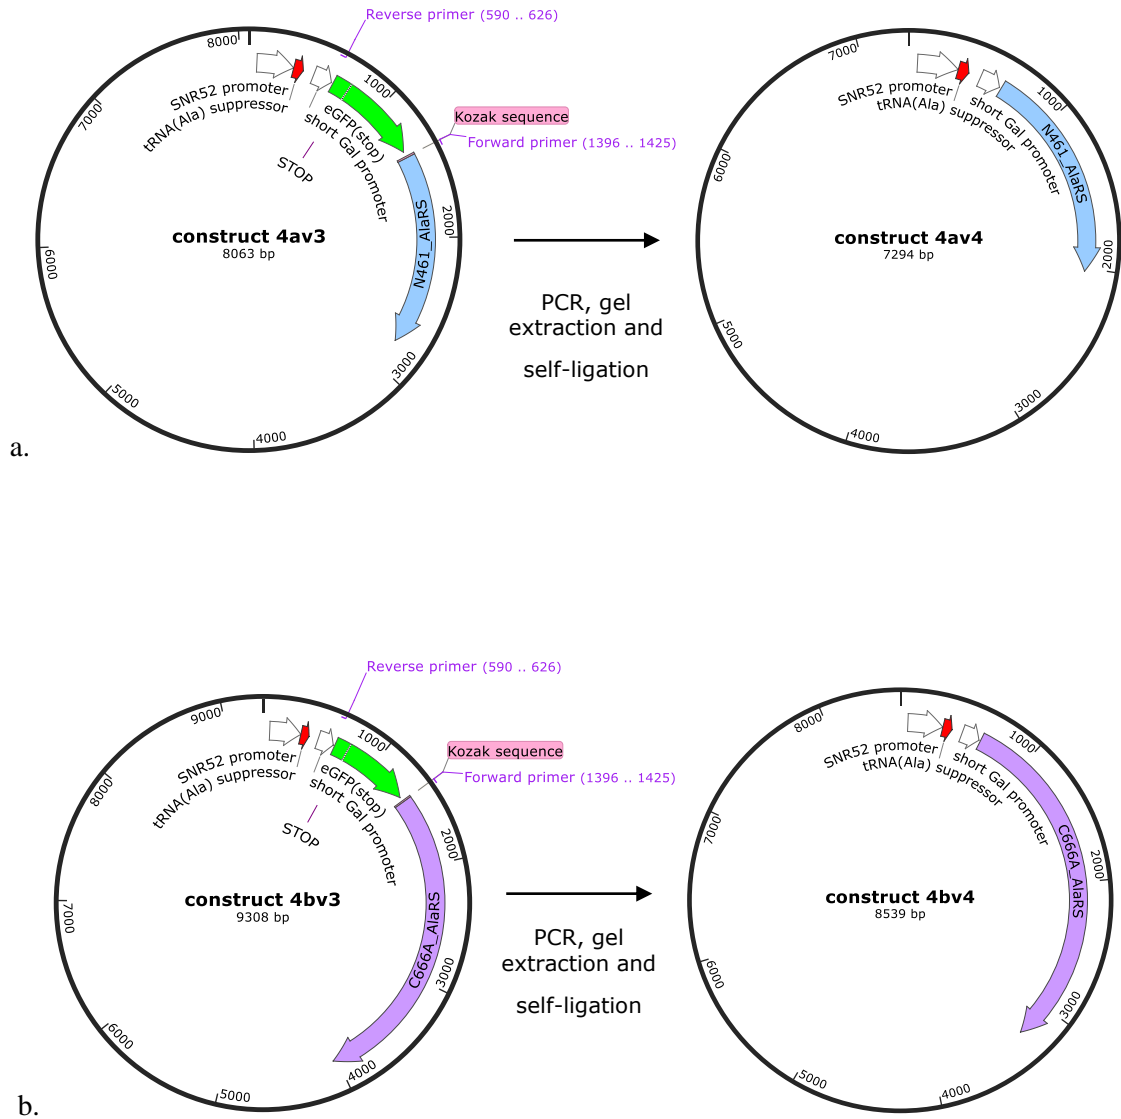 Reverse primer (590 .. 626)
8000
1000
7000
SNR52 promoter
tRNA(Ala) suppressor
eGFP(stop)
short Gal promoter
STOP
Kozak sequence
Forward primer (1396 .. 1425)
2000
N461_AlaRS
construct 4av3
8063 bp
6000
3000
5000
4000
PCR, gel
extraction and
self-ligation
7000
1000
SNR52 promoter
tRNA(Ala) suppressor
short Gal promoter
N461_AlaRS
6000
construct 4av4
7294 bp
2000
5000
3000
4000
a.
Reverse primer (590 .. 626)
9000
1000
8000
SNR52 promoter
tRNA(Ala) suppressor
eGFP(stop)
short Gal promoter
STOP
Kozak sequence
Forward primer (1396 .. 1425)
2000
C666A_AlaRS
construct 4bv3
9308 bp
7000
3000
6000
4000
5000
PCR, gel
extraction and
self-ligation
8000
1000
SNR52 promoter
tRNA(Ala) suppressor
short Gal promoter
C666A_AlaRS
7000
2000
construct 4bv4
8539 bp
6000
3000
5000
4000
b.